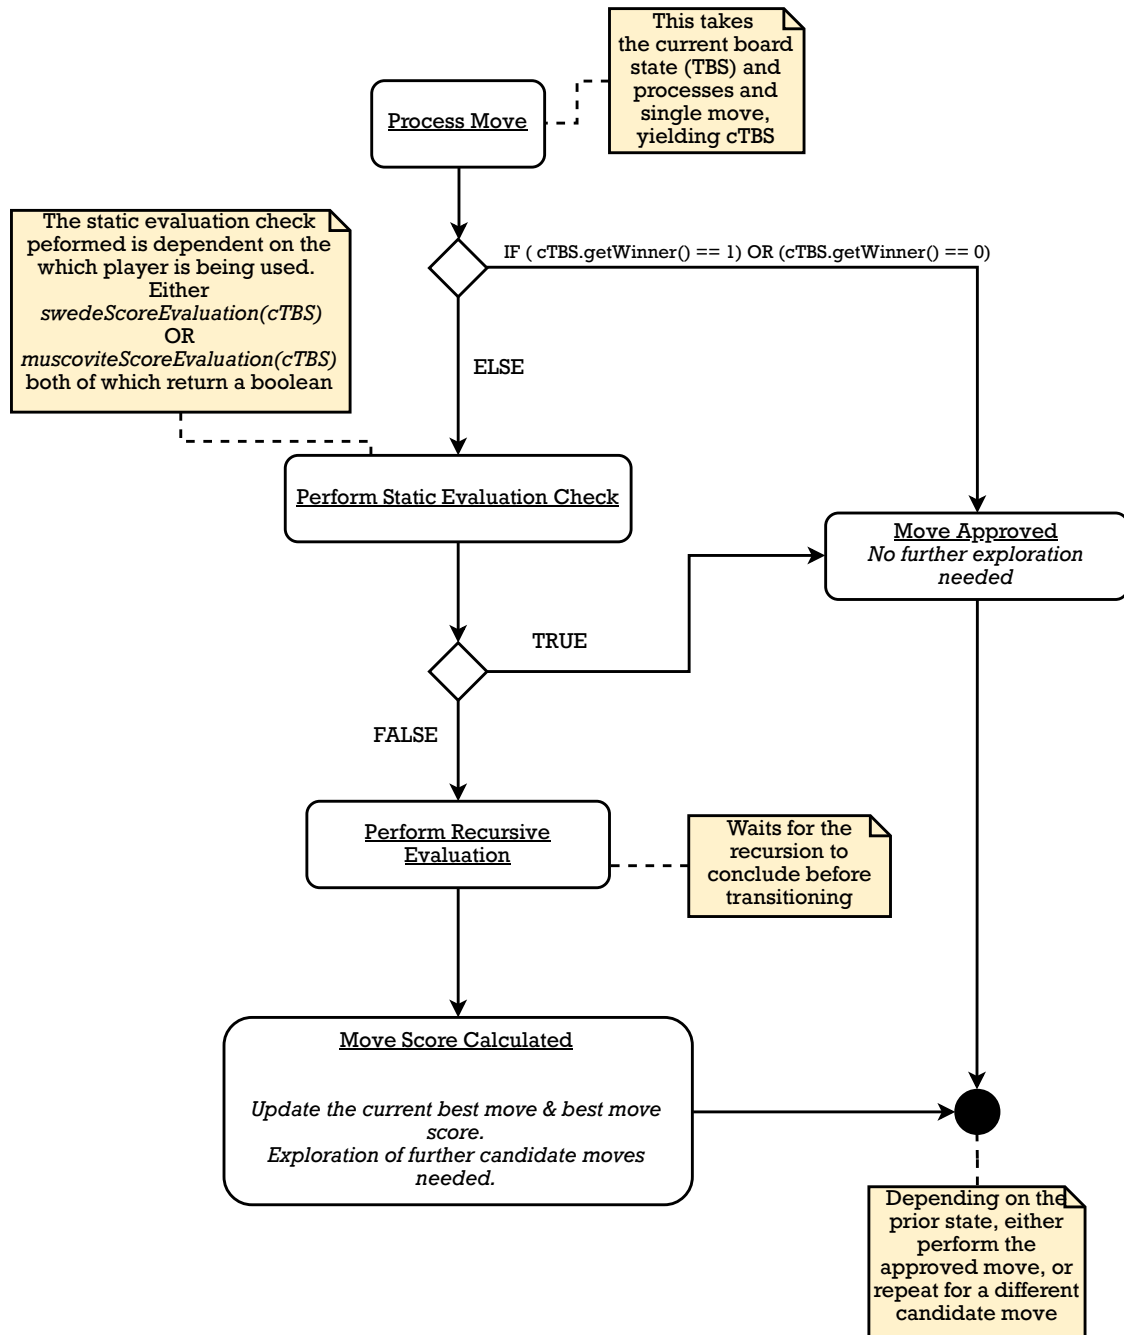 This takes
the current board
state (TBS) and
processes and
single move,
yielding cTBS
Process Move
The static evaluation check
peformed is dependent on the
which player is being used.
Either
swedeScoreEvaluation(cTBS)
OR
muscoviteScoreEvaluation(cTBS)
both of which return a boolean
IF ( cTBS.getWinner() == 1) OR (cTBS.getWinner() == 0)
ELSE
Perform Static Evaluation Check
Move Approved
No further exploration
needed
TRUE
FALSE
Perform Recursive
Evaluation
Waits for the
recursion to
conclude before
transitioning
Move Score Calculated
Update the current best move & best move
score.
Exploration of further candidate moves
needed.
Depending on the
prior state, either
perform the
approved move, or
repeat for a different
candidate move